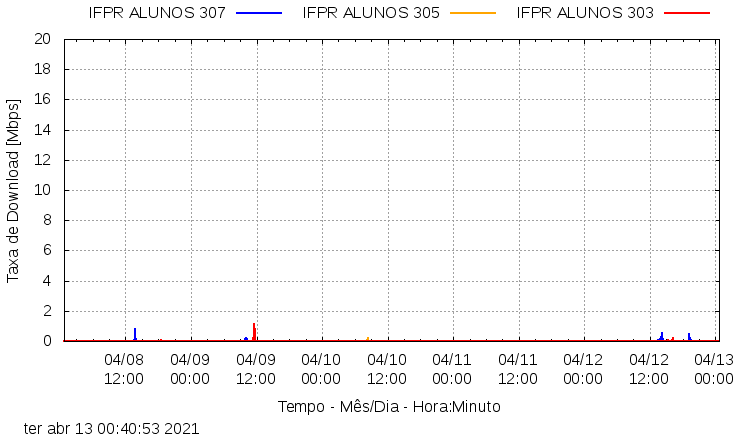 IFPR ALUNOS 307 IFPR ALUNOS 305 IFPR ALUNOS 303
Taxa de Download [Mbps]
20
18
16
14
12
10
8
6
4
2
0
04/08 04/09 04/09 04/10 04/10 04/11 04/11 04/12 04/12 04/13
12:00 00:00 12:00 00:00 12:00 00:00 12:00 00:00 12:00 00:00
Tempo - Mês/Dia - Hora:Minuto
ter abr 13 00:40:53 2021